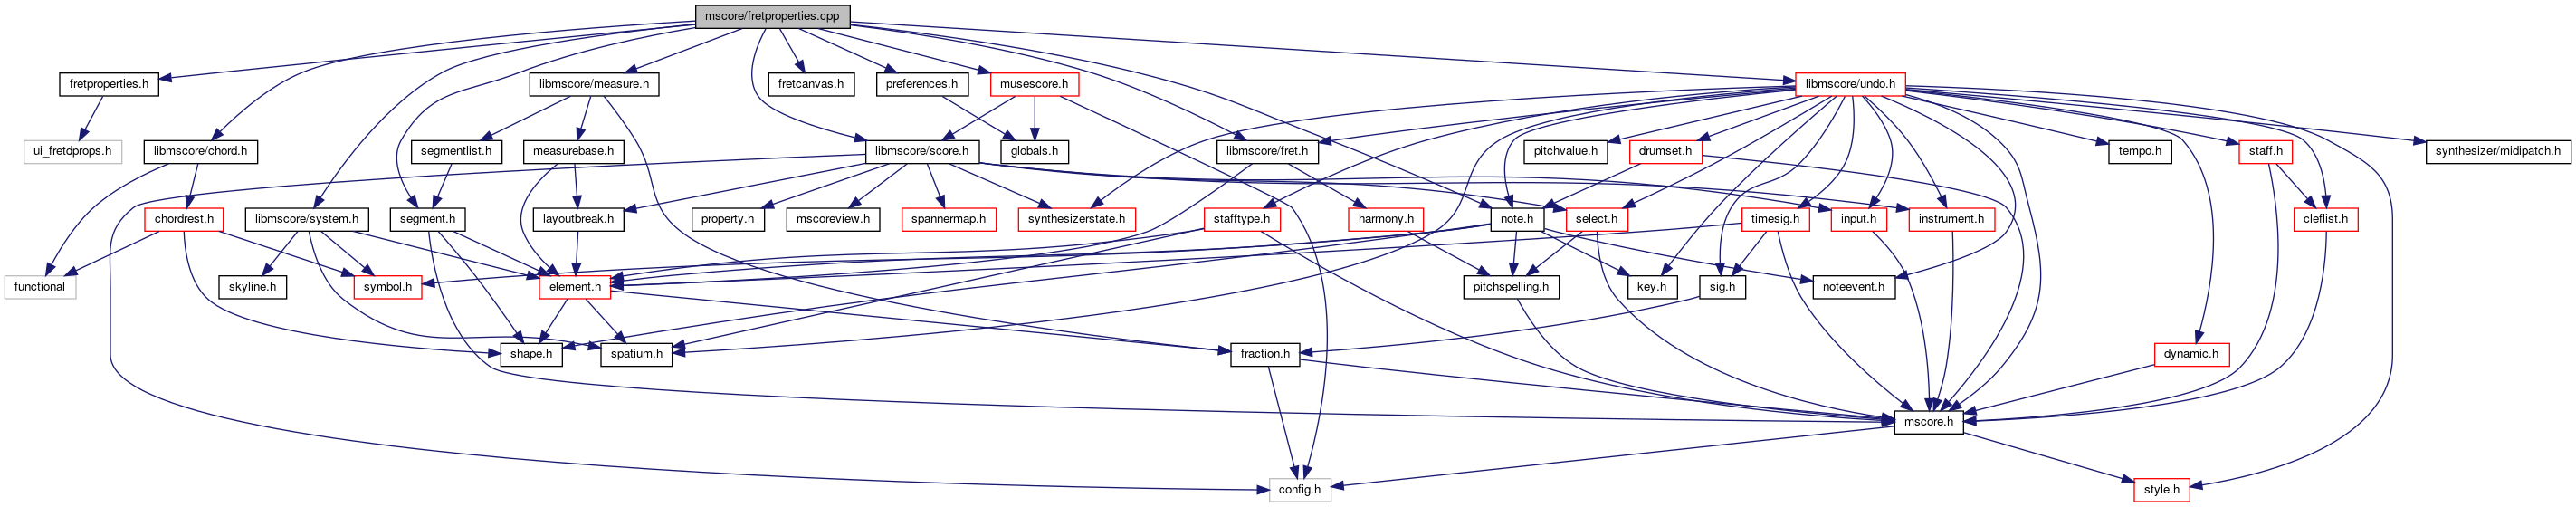 mscore/fretproperties.cpp
fretproperties.h
libmscore/measure.h
fretcanvas.h
preferences.h
musescore.h
libmscore/undo.h
ui_fretdprops.h
libmscore/chord.h
segmentlist.h
measurebase.h
libmscore/score.h
globals.h
libmscore/fret.h
pitchvalue.h
drumset.h
tempo.h
staff.h
synthesizer/midipatch.h
chordrest.h
libmscore/system.h
segment.h
layoutbreak.h
property.h
mscoreview.h
spannermap.h
synthesizerstate.h
stafftype.h
harmony.h
note.h
select.h
timesig.h
input.h
instrument.h
cleflist.h
functional
skyline.h
symbol.h
element.h
pitchspelling.h
key.h
sig.h
noteevent.h
shape.h
spatium.h
fraction.h
dynamic.h
mscore.h
config.h
style.h